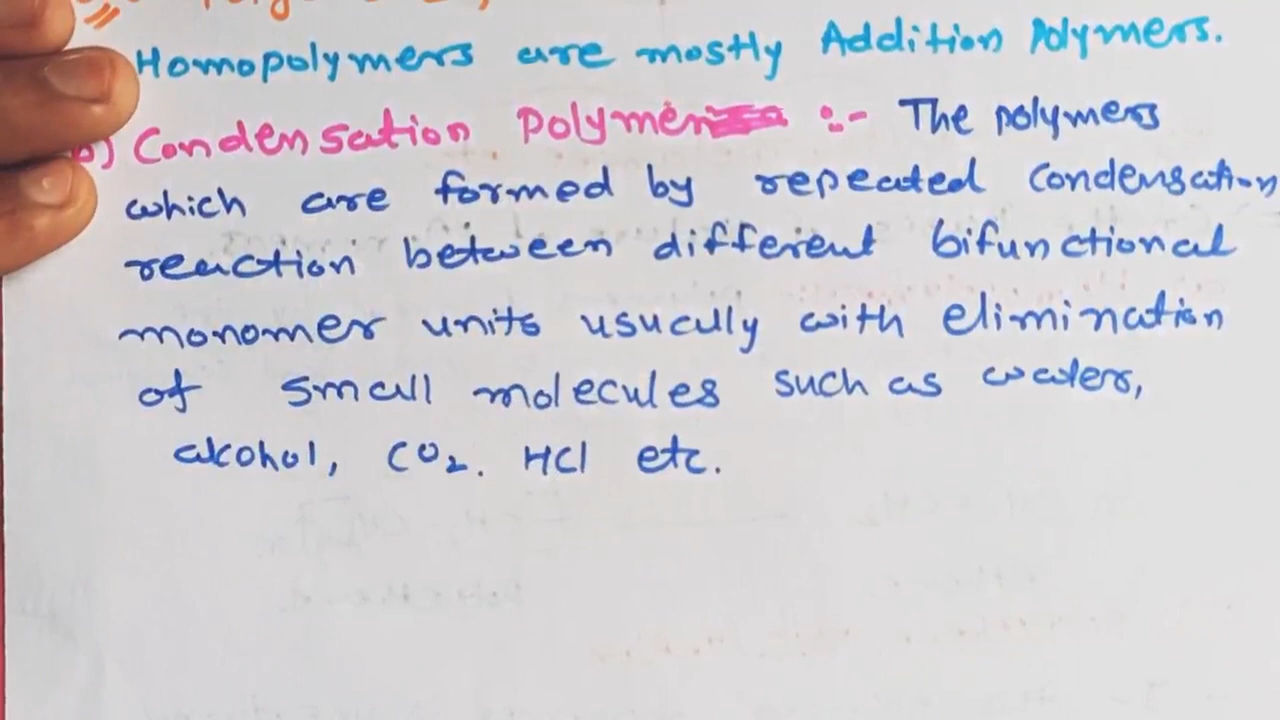 Homopolymers are mostly Addition Polymers.
b) Condensation Polymer :- The polymers
which are formed by repeated condensation
reaction between different bifunctional
monomer units usually with elimination
of small molecules such as waters,
alcohol, CO₂. HCl etc.